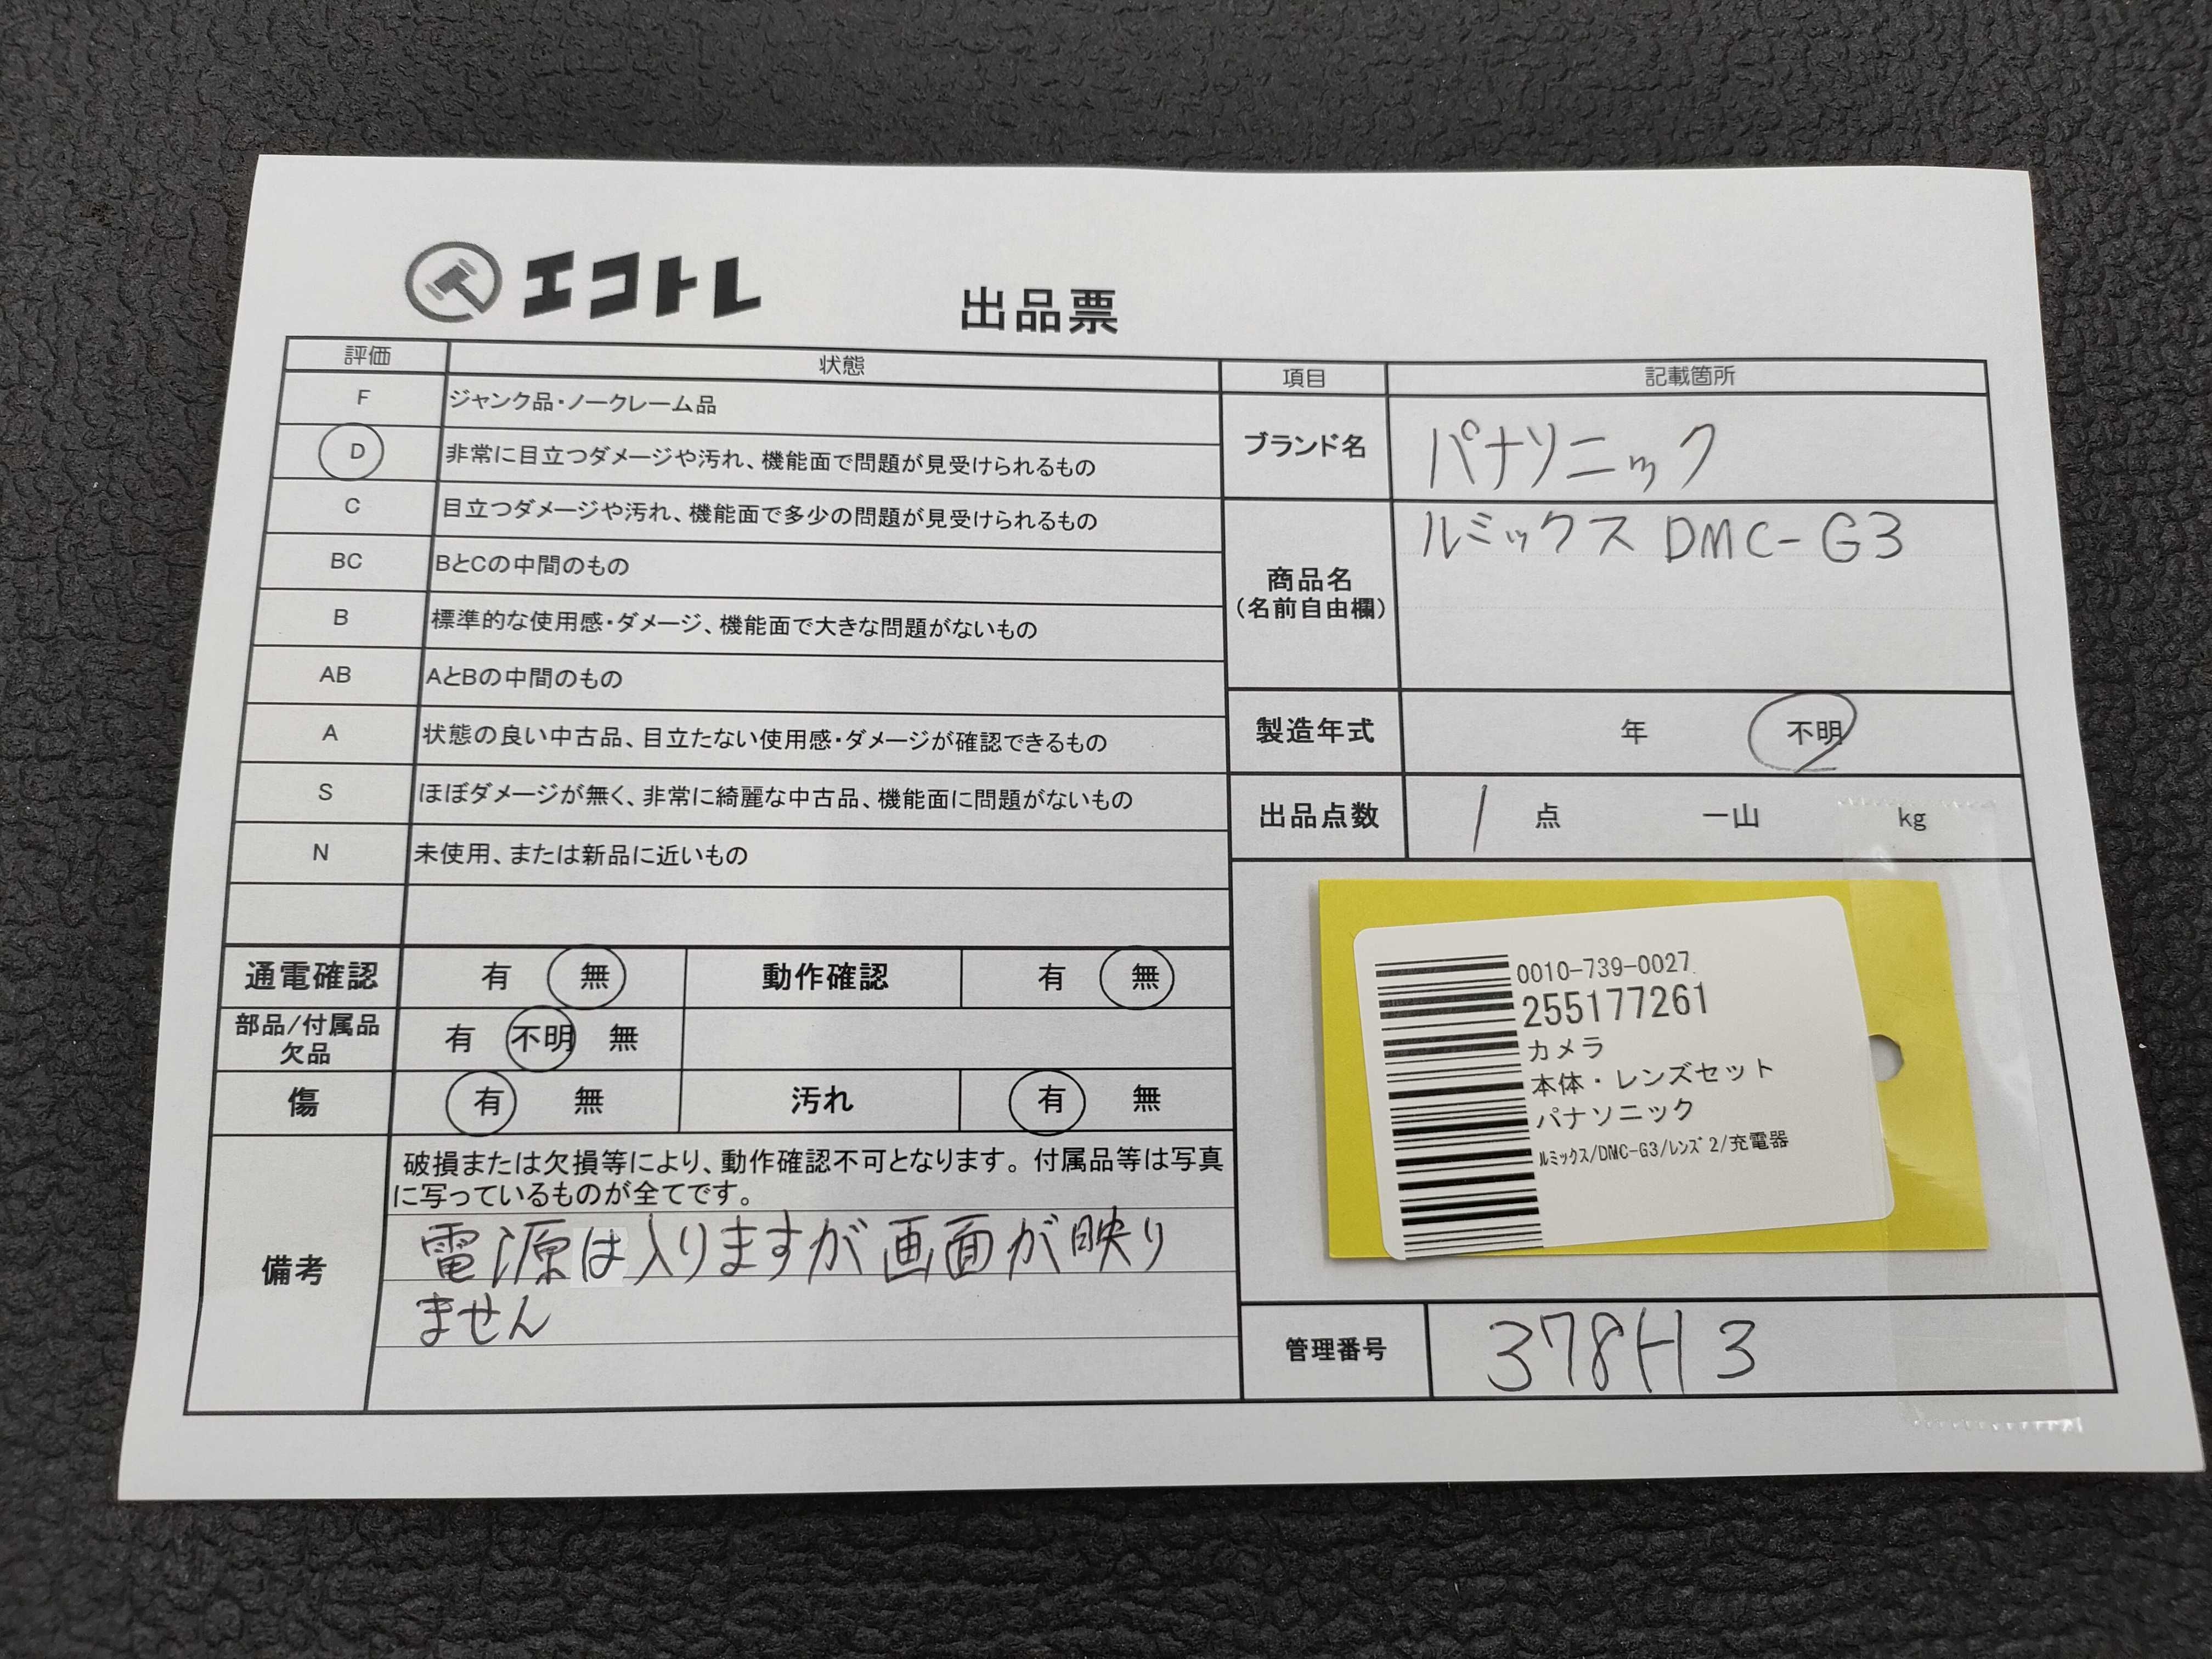 エコトレ
出品票
評価 状態
F ジャンク品・ノークレーム品
D 非常に目立つダメージや汚れ、機能面で問題が見受けられるもの
C 目立つダメージや汚れ、機能面で多少の問題が見受けられるもの
BC BとCの中間のもの
B 標準的な使用感・ダメージ、機能面で大きな問題がないもの
AB AとBの中間のもの
A 状態の良い中古品、目立たない使用感・ダメージが確認できるもの
S ほぼダメージが無く、非常に綺麗な中古品、機能面に問題がないもの
N 未使用、または新品に近いもの
通電確認 有 無 動作確認 有 無
部品/付属品
欠品 有 不明 無
傷 有 無 汚れ 有 無
備考
破損または欠損等により、動作確認不可となります。付属品等は写真
に写っているものが全てです。
電源は入りますが画面が映り
ません
項目 記載箇所
ブランド名 パナソニック
商品名
(名前自由欄)
ルミックス DMC-G3
製造年式 年 不明
出品点数 1 点 一山 kg
0010-739-0027
255177261
カメラ
本体・レンズセット
パナソニック
ﾙﾐｯｸｽ/DMC-G3/ﾚﾝｽﾞ2/充電器
管理番号 378H3